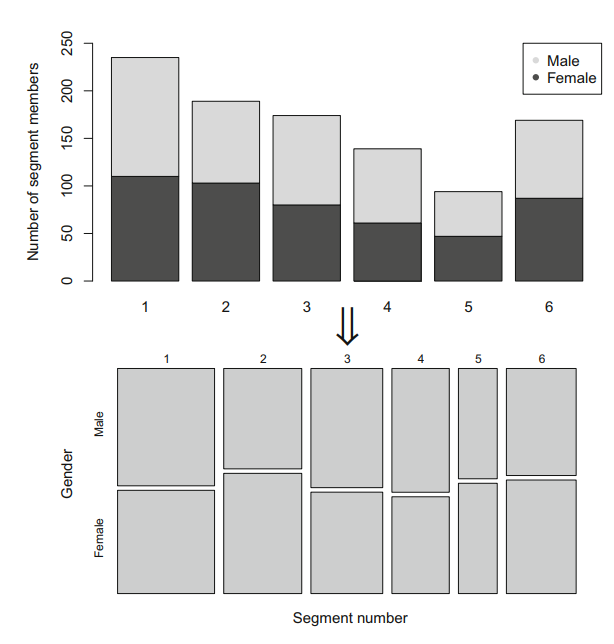 Number of segment members
250
200
150
100
50
0
Male
Female
1 2 3 4 5 6
1 2 3 4 5 6
Gender
Male
Female
Segment number